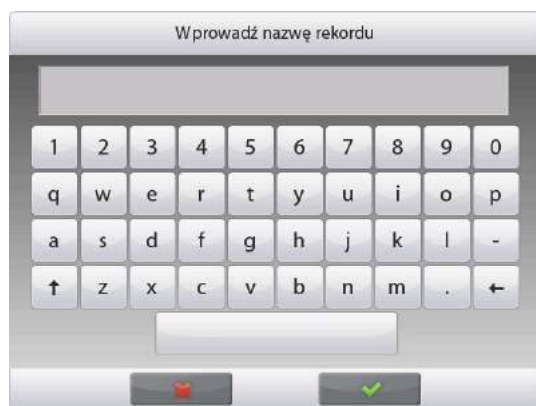 Wprowadź nazwę rekordu
1 2 3 4 5 6 7 8 9 0
q w e r t y u i o p
a s d f g h j k l -
↑ z x c v b n m . ←